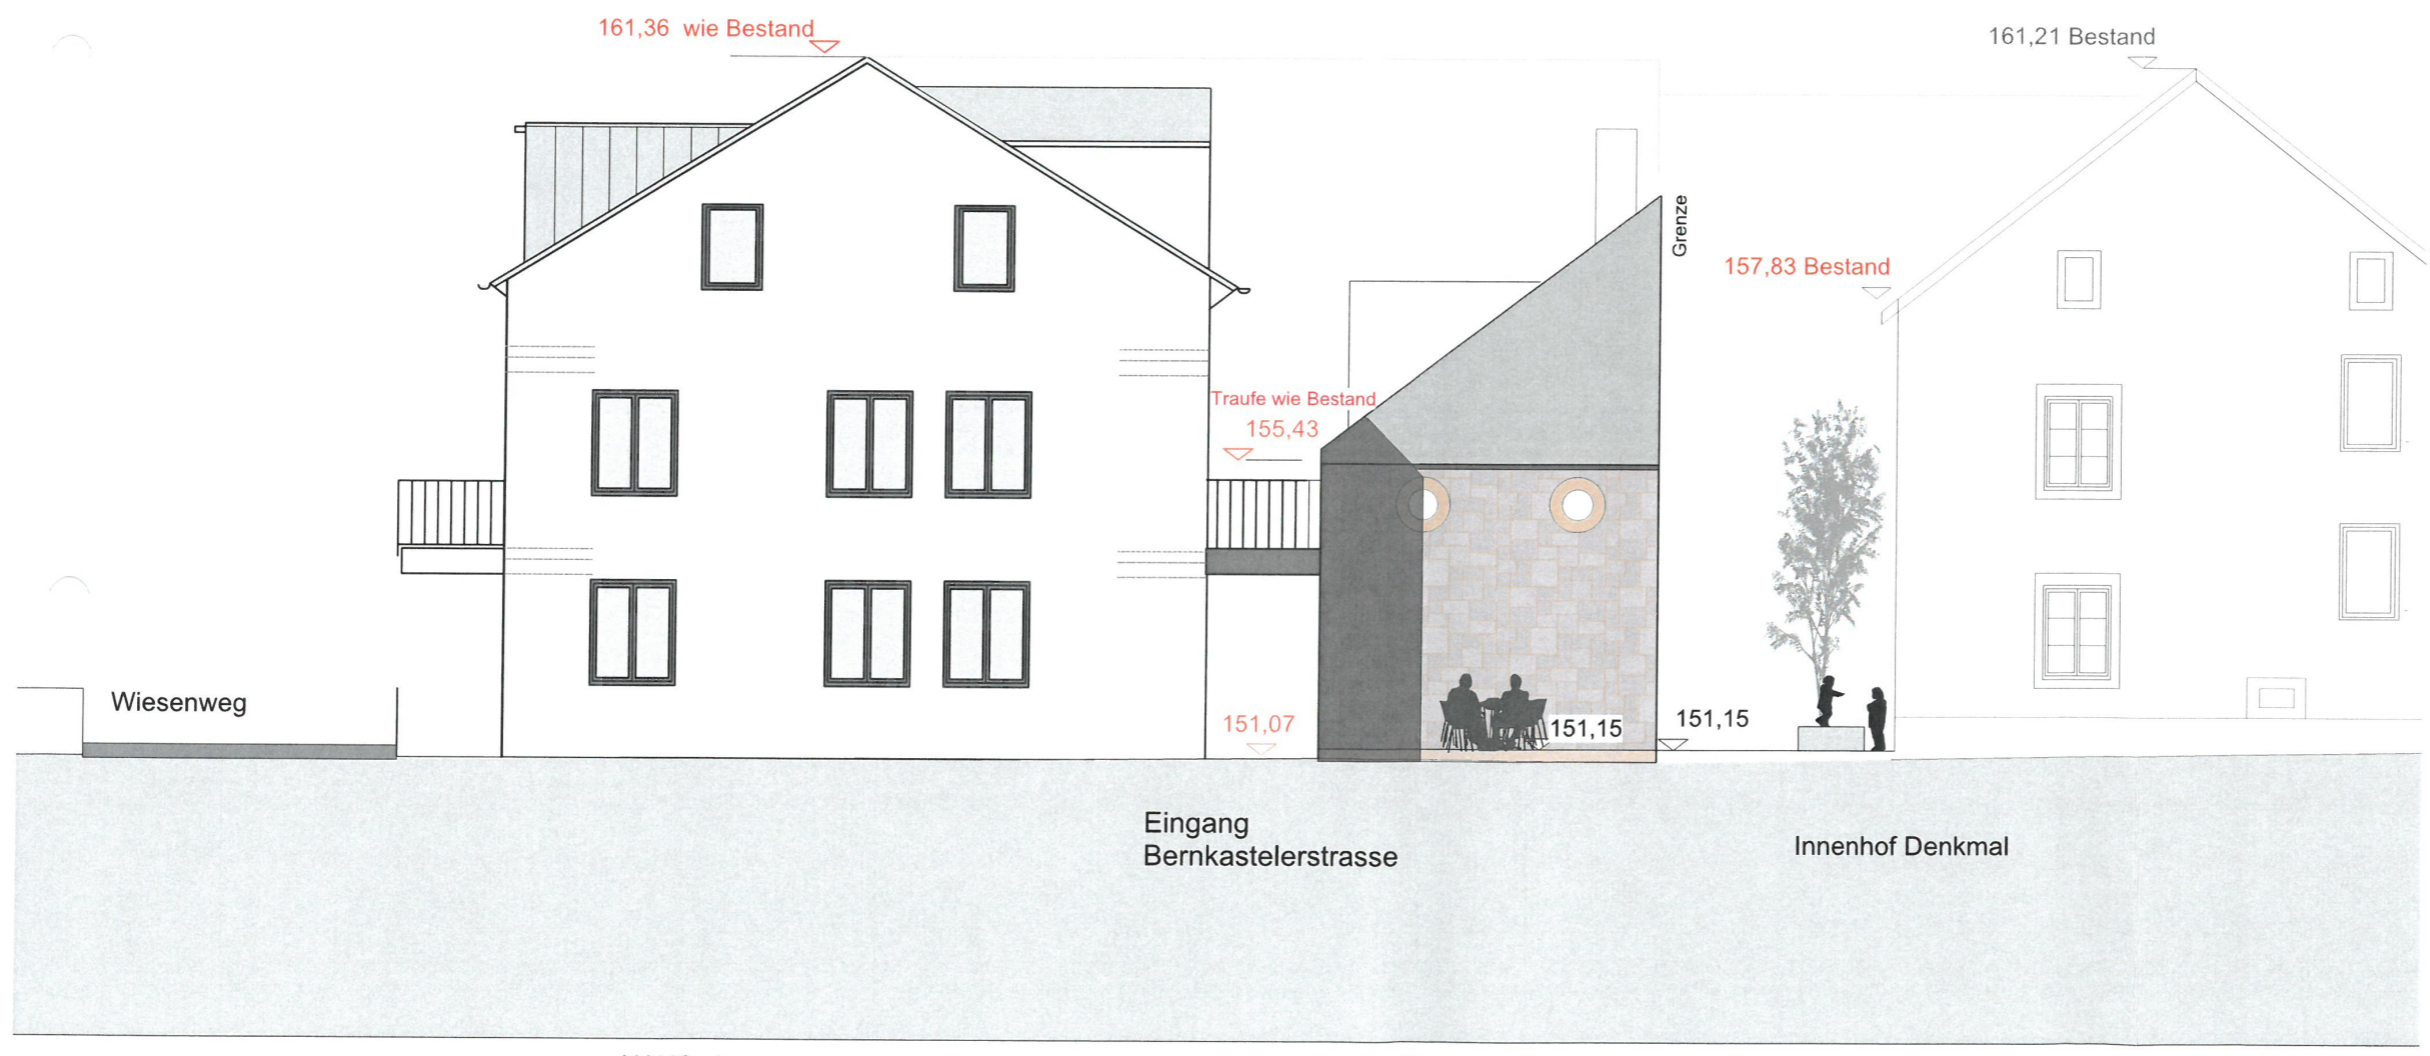 161,36 wie Bestand
161,21 Bestand
Grenze
157,83 Bestand
Traufe wie Bestand
155,43
Wiesenweg
151,07
151,15
151,15
Eingang
Bernkastelerstrasse
Innenhof Denkmal